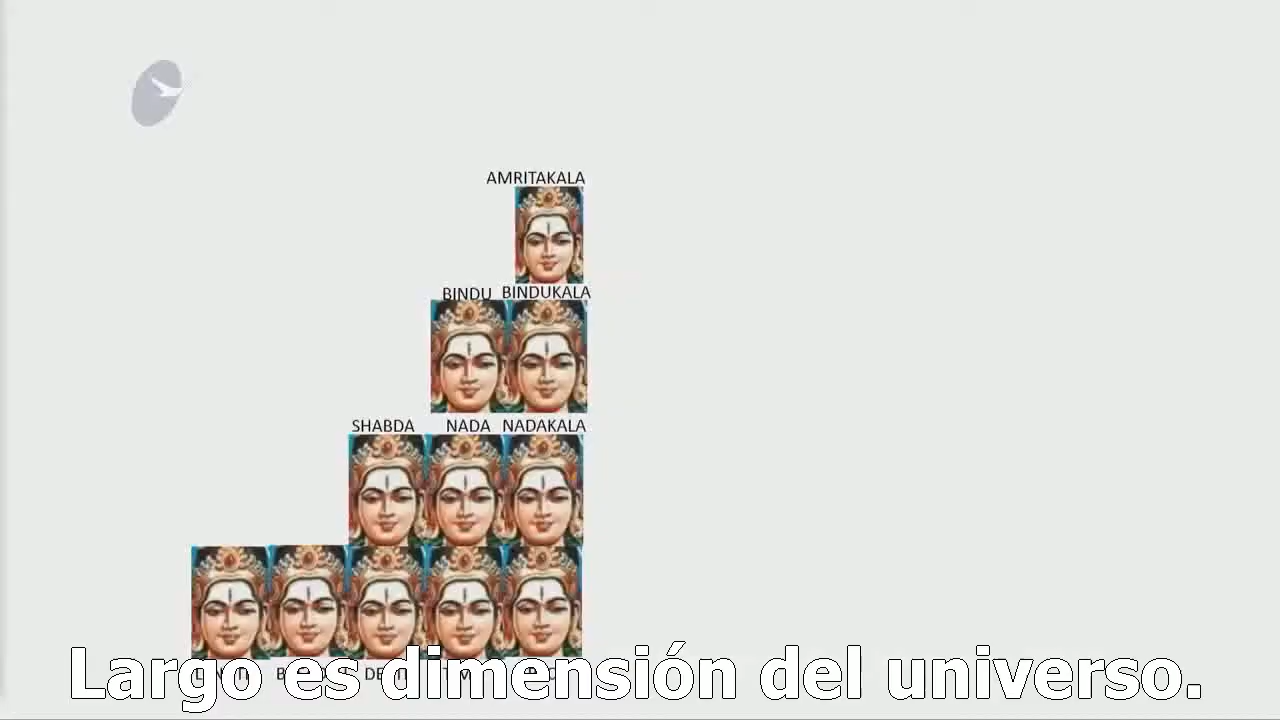 AMRITAKALA
BINDU BINDUKALA
SHABDA NADA NADAKALA
Largo es dimensión del universo.